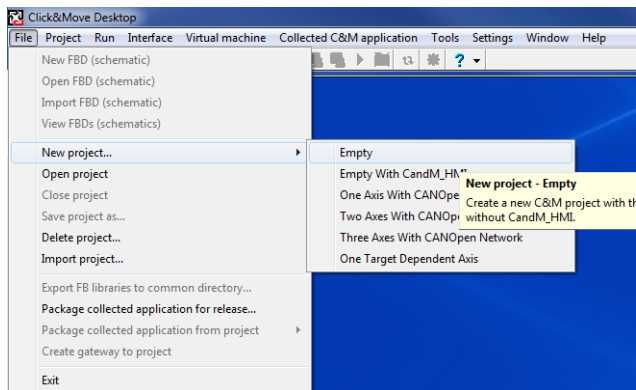 Click&Move Desktop
File Project Run Interface Virtual machine Collected C&M application Tools Settings Window Help
New FBD (schematic)
Open FBD (schematic)
Import FBD (schematic)
View FBDs (schematics)
New project...
Open project
Close project
Save project as...
Delete project...
Import project...
Export FB libraries to common directory...
Package collected application for release...
Package collected application from project
Create gateway to project
Exit
Empty
Empty With CandM_HMI
One Axis With CANOpe
Two Axes With CANOp
Three Axes With CANOpen Network
One Target Dependent Axis
New project - Empty
Create a new C&M project with th
without CandM_HMI.